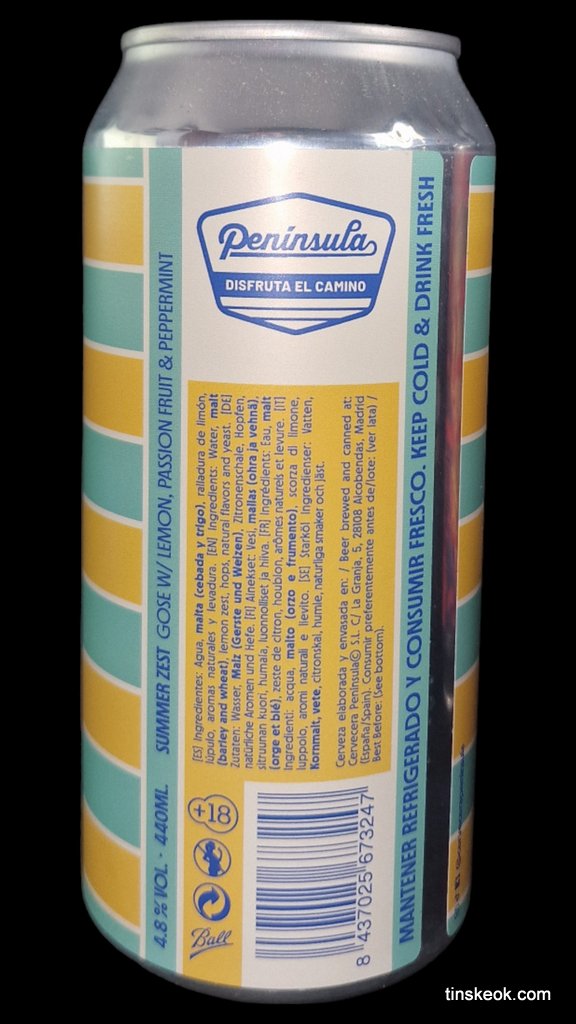 Península
DISFRUTA EL CAMINO
4.8 % VOL · 440ML SUMMER ZEST GOSE W/ LEMON, PASSION FRUIT & PEPPERMINT
[ES] Ingredientes: Agua, malta (cebada y trigo), ralladura de limón,
lúpulo, aromas naturales y levadura. [EN] Ingredients: Water, malt
(barley and wheat), lemon zest, hops, natural flavors and yeast. [DE]
Zutaten: Wasser, Malz (Gerste und Weizen), Zitronenschale, Hopfen,
natürliche Aromen und Hefe. [FI] Ainekset: Vesi, mallas (ohra ja vehnä),
sitruunan kuori, humala, luonnolliset ja hiiva. [FR] Ingrédients: Eau, malt
(orge et blé), zeste de citron, houblon, arômes naturels et levure. [IT]
Ingredienti: acqua, malto (orzo e frumento), scorza di limone,
luppolo, aromi naturali e lievito. [SE] Starköl Ingredienser: Vatten,
Kornmalt, vete, citronskal, humle, naturliga smaker och jäst.
Cerveza elaborada y envasada en: / Beer brewed and canned at:
Cervecera Península© S.L. C/ La Granja, 5, 28108 Alcobendas, Madrid
(España/Spain). Consumir preferentemente antes de/lote: (ver lata) /
Best Before: (See bottom).
+18
Ball
8 437025 673247
MANTENER REFRIGERADO Y CONSUMIR FRESCO. KEEP COLD & DRINK FRESH
tinskeok.com